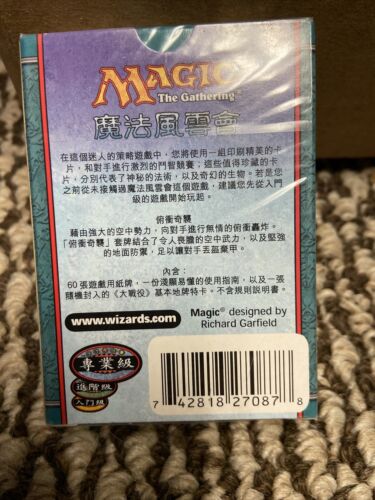 MAGIC
The Gathering®
魔法風雲會
在這個迷人的策略遊戲中，您將使用一組印刷精美的卡
片，和對手進行激烈的鬥智競賽；這些值得珍藏的卡
片，分別代表了神秘的法術，以及奇幻的生物。若是您
之前從未接觸過魔法風雲會這個遊戲，建議您先從入門
級的遊戲開始玩起。
俯衝奇襲
藉由強大的空中勢力，向對手進行無情的俯衝轟炸。
「俯衝奇襲」套牌結合了令人喪膽的空中武力，以及堅強
的地面防禦，足以讓對手丟盔棄甲。
內含：
60張遊戲用紙牌，一份淺顯易懂的使用指南，以及一張
隨機封入的《大戰役》基本地牌特卡。不含規則説明書。
www.wizards.com
Magic® designed by
Richard Garfield
專業級
進階級
入門級
7 42818 27087 8